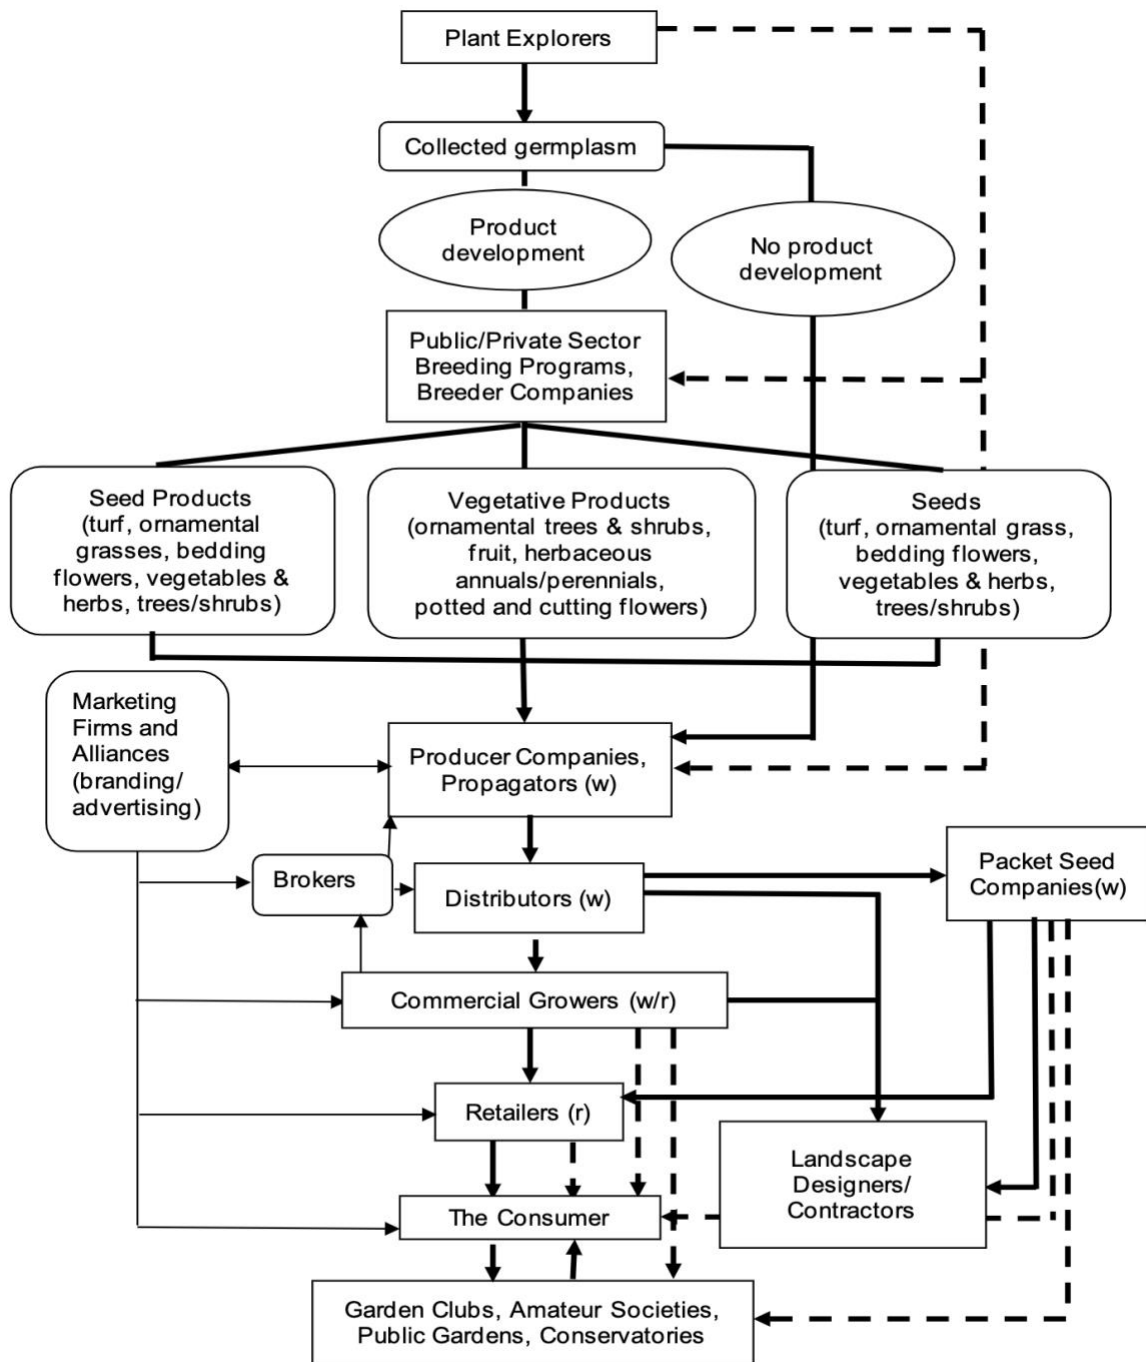 Plant Explorers
Collected germplasm
Product
development
No product
development
Public/Private Sector
Breeding Programs,
Breeder Companies
Seed Products
(turf, ornamental
grasses, bedding
flowers, vegetables &
herbs, trees/shrubs)
Vegetative Products
(ornamental trees & shrubs,
fruit, herbaceous
annuals/perennials,
potted and cutting flowers)
Seeds
(turf, ornamental grass,
bedding flowers,
vegetables & herbs,
trees/shrubs)
Marketing
Firms and
Alliances
(branding/
advertising)
Producer Companies,
Propagators (w)
Brokers
Distributors (w)
Packet Seed
Companies(w)
Commercial Growers (w/r)
Retailers (r)
Landscape
Designers/
Contractors
The Consumer
Garden Clubs, Amateur Societies,
Public Gardens, Conservatories